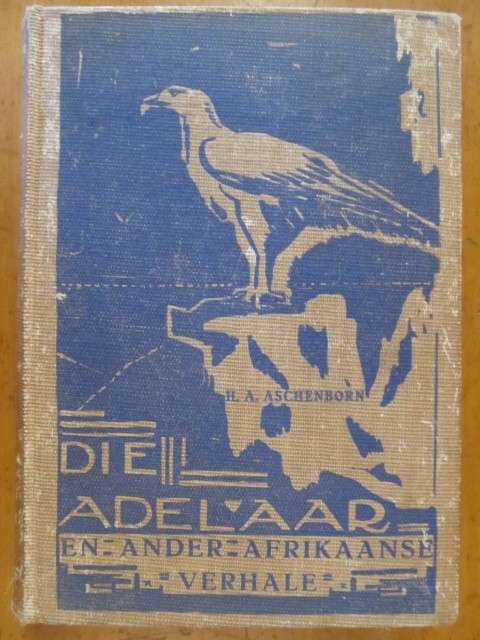 H. A. ASCHENBORN
DIE
ADELAAR
EN ANDER AFRIKAANSE
VERHALE